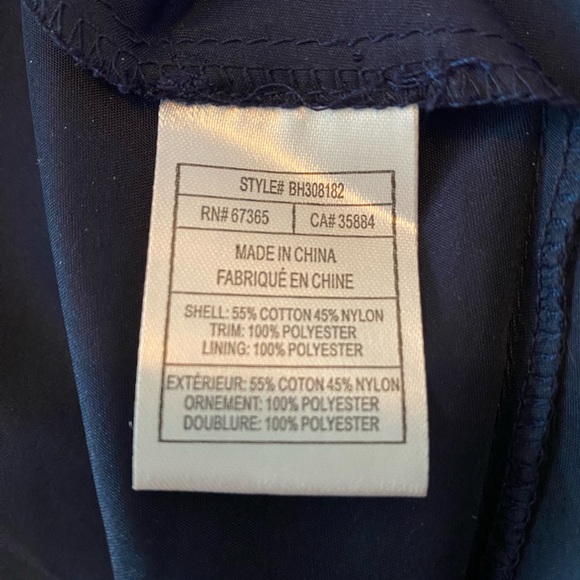 STYLE# BH308182
RN# 67365 CA# 35884
MADE IN CHINA
FABRIQUÉ EN CHINE
SHELL: 55% COTTON 45% NYLON
TRIM: 100% POLYESTER
LINING: 100% POLYESTER
EXTÉRIEUR: 55% COTON 45% NYLON
ORNEMENT: 100% POLYESTER
DOUBLURE: 100% POLYESTER